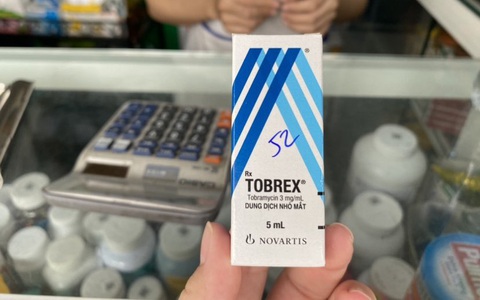 52
Rx
TOBREX®
Tobramycin 3 mg/mL
DUNG DỊCH NHỎ MẮT
5 mL
NOVARTIS